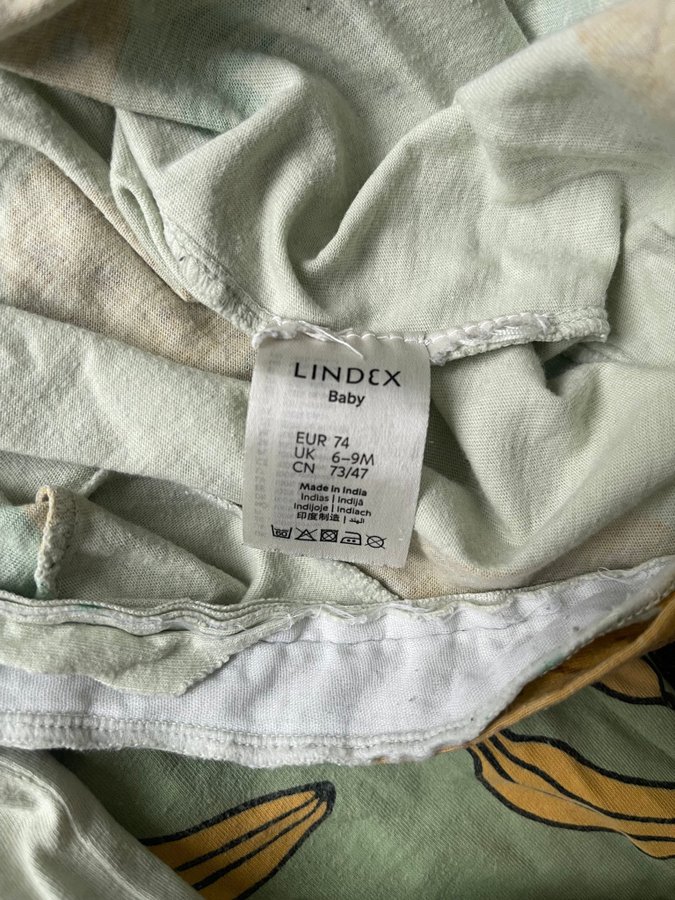 LINDEX
Baby
EUR 74
UK 6–9M
CN 73/47
Made in India
Indias | Indijā
Indijoje | Indiach
印度制造 | الهند
60